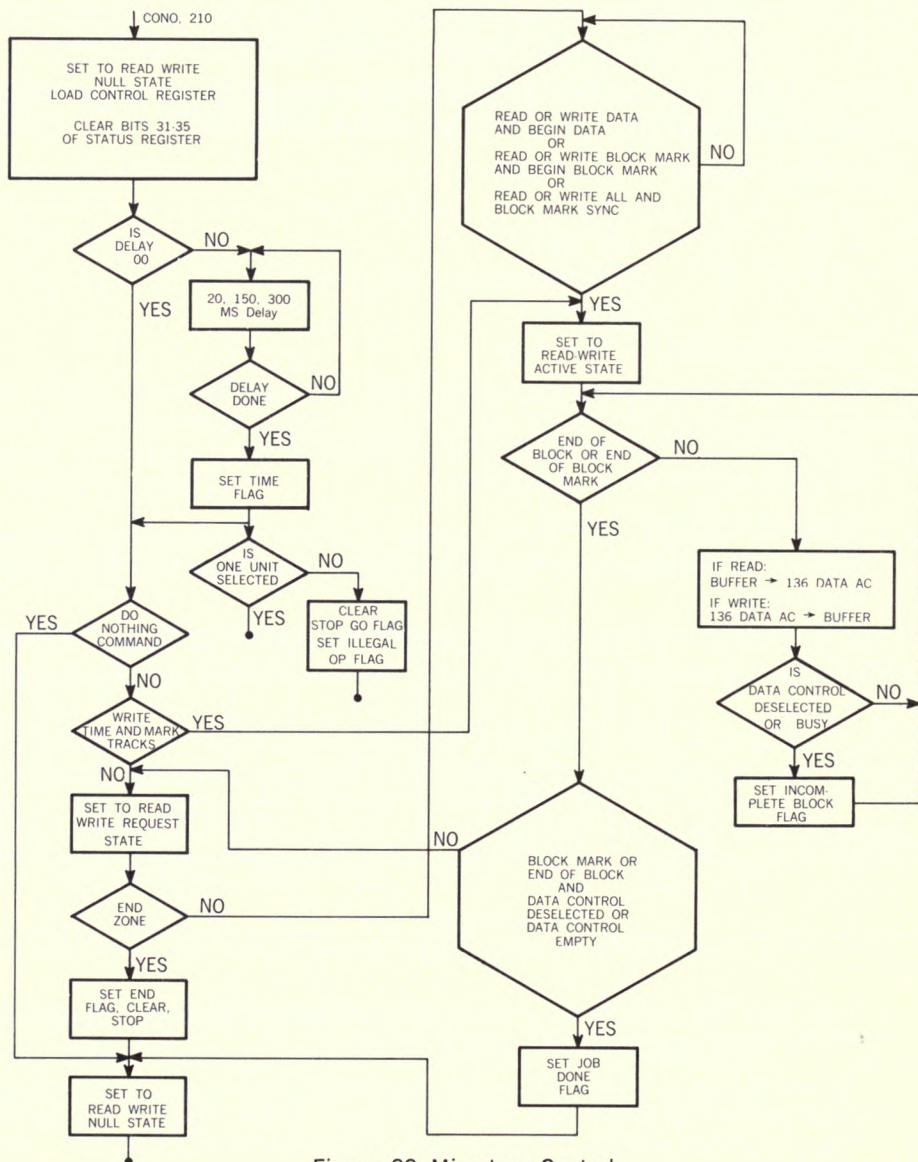 CONO, 210
SET TO READ WRITE
NULL STATE
LOAD CONTROL REGISTER
CLEAR BITS 31-35
OF STATUS REGISTER
IS
DELAY
00
NO
YES
20, 150, 300
MS Delay
DELAY
DONE
NO
YES
SET TIME
FLAG
IS
ONE UNIT
SELECTED
NO
YES
CLEAR
STOP GO FLAG
SET ILLEGAL
OP FLAG
DO
NOTHING
COMMAND
YES
NO
WRITE
TIME AND MARK
TRACKS
YES
NO
SET TO READ
WRITE REQUEST
STATE
END
ZONE
NO
YES
SET END
FLAG, CLEAR,
STOP
SET TO
READ WRITE
NULL STATE
READ OR WRITE DATA
AND BEGIN DATA
OR
READ OR WRITE BLOCK MARK
AND BEGIN BLOCK MARK
OR
READ OR WRITE ALL AND
BLOCK MARK SYNC
NO
YES
SET TO
READ-WRITE
ACTIVE STATE
END OF
BLOCK OR END
OF BLOCK
MARK
NO
YES
IF READ:
BUFFER → 136 DATA AC
IF WRITE:
136 DATA AC → BUFFER
IS
DATA CONTROL
DESELECTED
OR BUSY
NO
YES
SET INCOM-
PLETE BLOCK
FLAG
BLOCK MARK OR
END OF BLOCK
AND
DATA CONTROL
DESELECTED OR
DATA CONTROL
EMPTY
NO
YES
SET JOB
DONE
FLAG